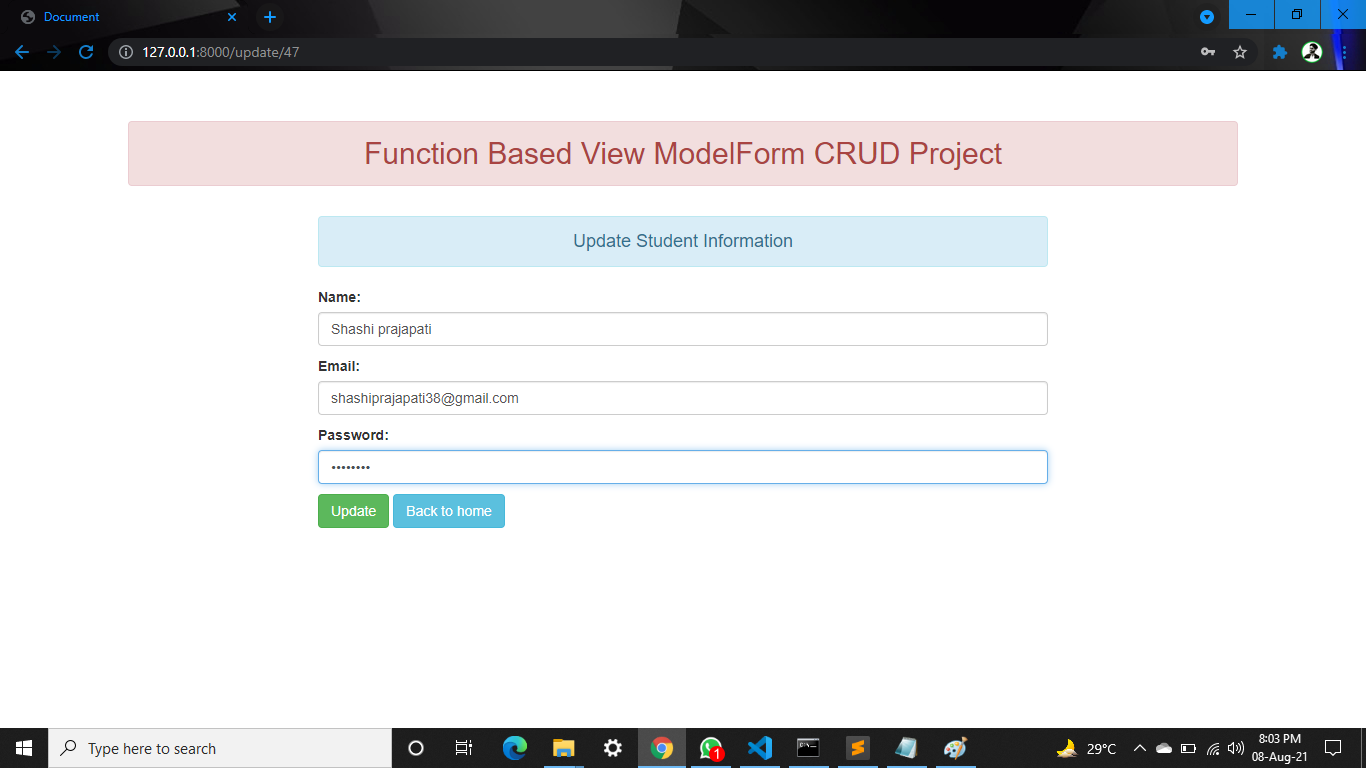 Document
127.0.0.1:8000/update/47
Function Based View ModelForm CRUD Project
Update Student Information
Name:
Shashi prajapati
Email:
shashiprajapati38@gmail.com
Password:
••••••••
Update Back to home
Type here to search
1
29°C
8:03 PM
08-Aug-21